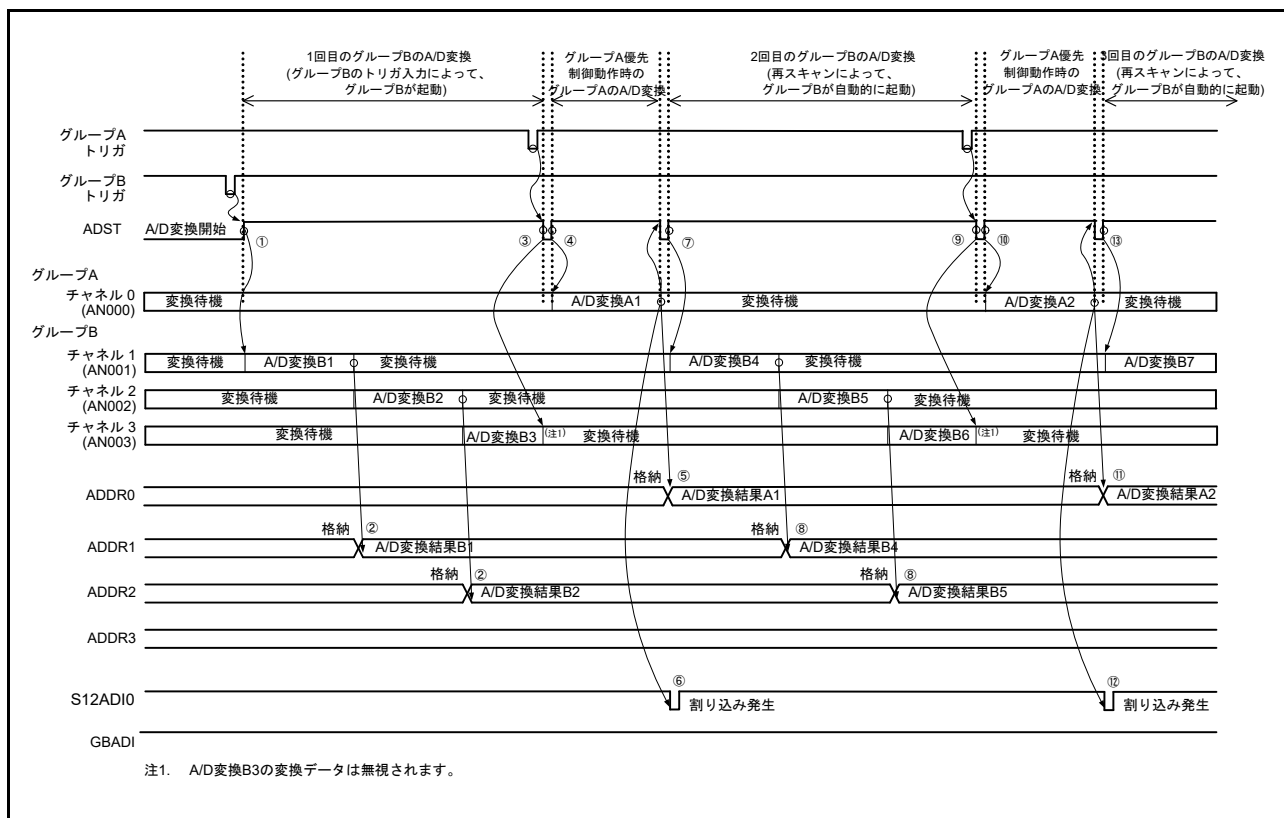 1回目のグループBのA/D変換
(グループBのトリガ入力によって、
グループBが起動)
グループA優先
制御動作時の
グループAのA/D変換
2回目のグループBのA/D変換
(再スキャンによって、
グループBが自動的に起動)
グループA優先
制御動作時の
グループAのA/D変換
3回目のグループBのA/D変換
(再スキャンによって、
グループBが自動的に起動)
グループA
トリガ
グループB
トリガ
ADST A/D変換開始 ① ③ ④ ⑦ ⑨ ⑩ ⑬
グループA
チャネル 0
(AN000)
変換待機 A/D変換A1 変換待機 A/D変換A2 変換待機
グループB
チャネル 1
(AN001)
変換待機 A/D変換B1 変換待機 A/D変換B4 変換待機 A/D変換B7
チャネル 2
(AN002)
変換待機 A/D変換B2 変換待機 A/D変換B5 変換待機
チャネル 3
(AN003)
変換待機 A/D変換B3 (注1) 変換待機 A/D変換B6 (注1) 変換待機
ADDR0 格納 ⑤ A/D変換結果A1 格納 ⑪ A/D変換結果A2
ADDR1 格納 ② A/D変換結果B1 格納 ⑧ A/D変換結果B4
ADDR2 格納 ② A/D変換結果B2 格納 ⑧ A/D変換結果B5
ADDR3
S12ADI0 ⑥ 割り込み発生 ⑫ 割り込み発生
GBADI
注1. A/D変換B3の変換データは無視されます。